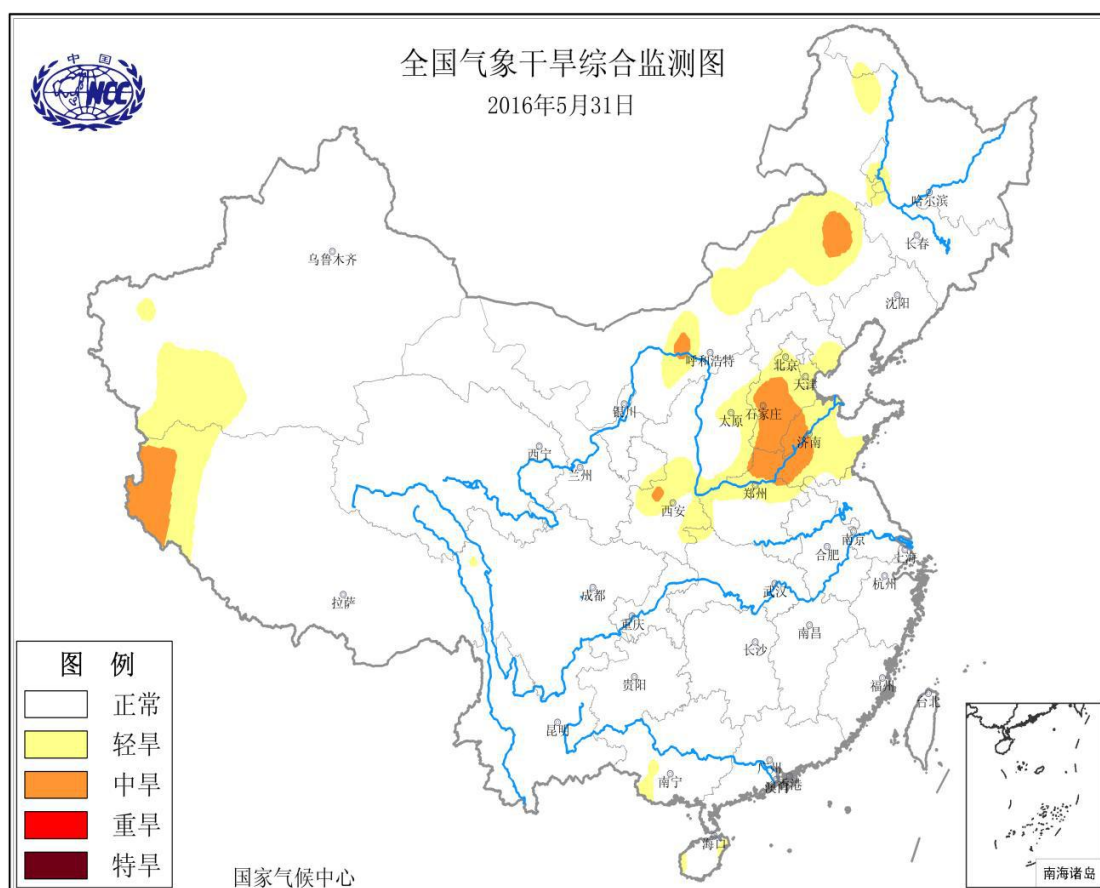 全国气象干旱综合监测图
2016年5月31日
中国
NCC
哈尔滨
长春
乌鲁木齐
沈阳
呼和浩特
北京
天津
银川
太原
石家庄
济南
西宁
兰州
郑州
西安
南京
合肥
上海
成都
武汉
杭州
拉萨
重庆
南昌
长沙
贵阳
福州
台北
昆明
广州
南宁
香港
澳门
海口
图 例
正常
轻旱
中旱
重旱
特旱
国家气候中心
南海诸岛